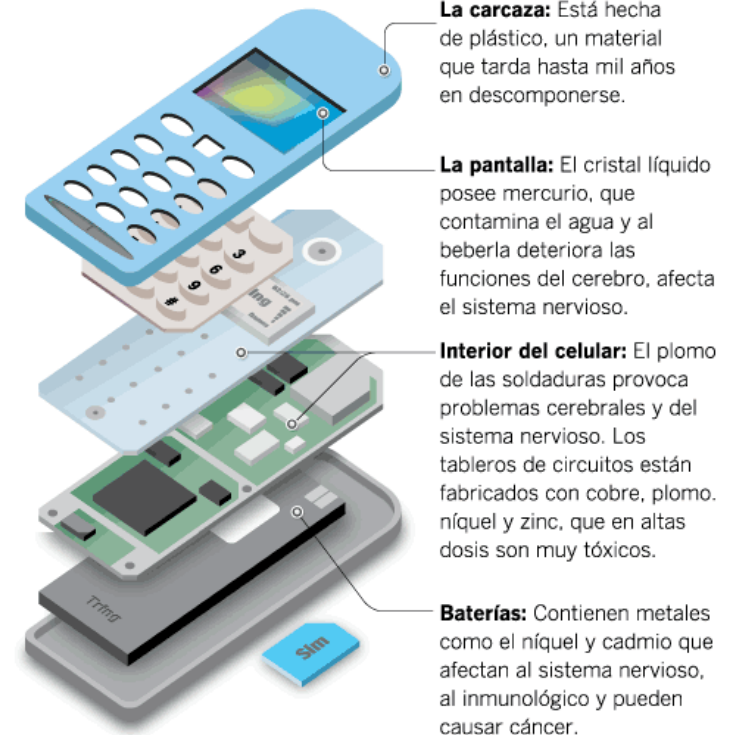 La carcaza: Está hecha
de plástico, un material
que tarda hasta mil años
en descomponerse.
La pantalla: El cristal líquido
posee mercurio, que
contamina el agua y al
beberla deteriora las
funciones del cerebro, afecta
el sistema nervioso.
Interior del celular: El plomo
de las soldaduras provoca
problemas cerebrales y del
sistema nervioso. Los
tableros de circuitos están
fabricados con cobre, plomo.
níquel y zinc, que en altas
dosis son muy tóxicos.
Baterías: Contienen metales
como el níquel y cadmio que
afectan al sistema nervioso,
al inmunológico y pueden
causar cáncer.
3
6
9
#
Tring
Sim